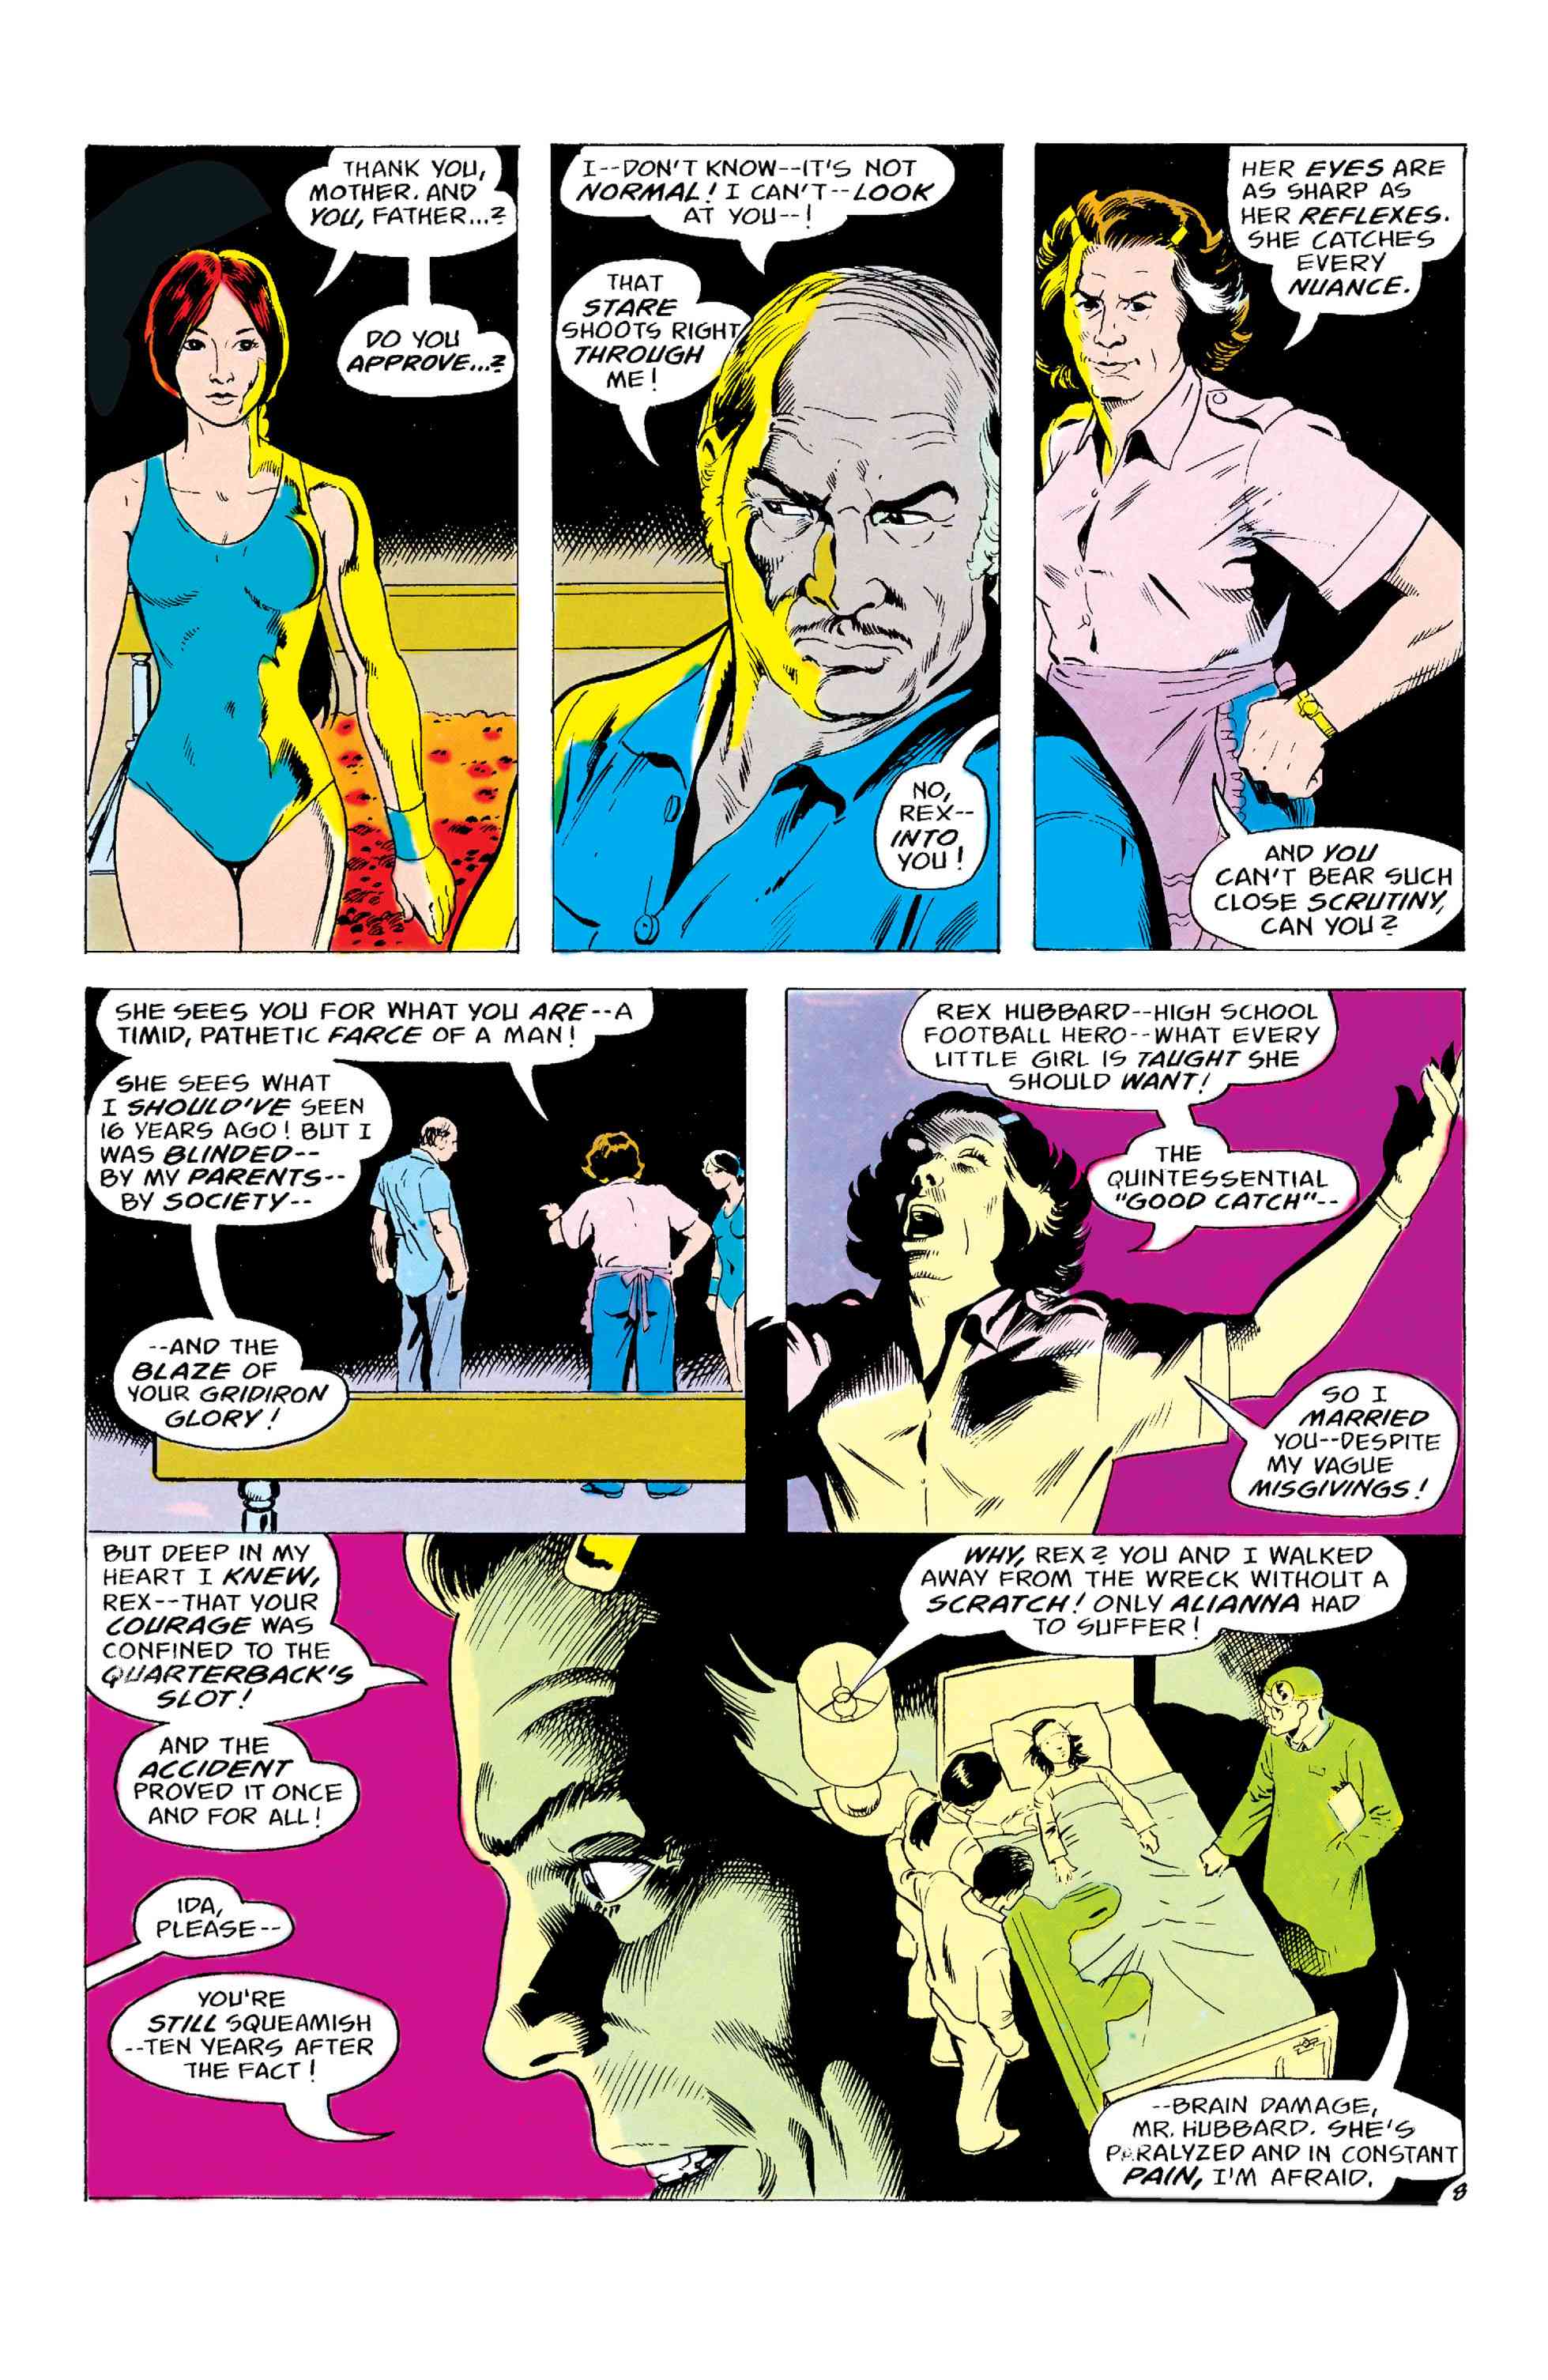 THANK YOU,
MOTHER. AND
YOU, FATHER...?
DO YOU
APPROVE...?
I--DON'T KNOW--IT'S NOT
NORMAL! I CAN'T--LOOK
AT YOU--!
THAT
STARE
SHOOTS RIGHT
THROUGH
ME!
NO,
REX--
INTO
YOU!
HER EYES ARE
AS SHARP AS
HER REFLEXES.
SHE CATCHES
EVERY
NUANCE.
AND YOU
CAN'T BEAR SUCH
CLOSE SCRUTINY,
CAN YOU?
SHE SEES YOU FOR WHAT YOU ARE--A
TIMID, PATHETIC FARCE OF A MAN!
SHE SEES WHAT
I SHOULD'VE SEEN
16 YEARS AGO! BUT I
WAS BLINDED--
BY MY PARENTS--
BY SOCIETY--
--AND THE
BLAZE OF
YOUR GRIDIRON
GLORY!
REX HUBBARD--HIGH SCHOOL
FOOTBALL HERO--WHAT EVERY
LITTLE GIRL IS TAUGHT SHE
SHOULD WANT!
THE
QUINTESSENTIAL
"GOOD CATCH"--
SO I
MARRIED
YOU--DESPITE
MY VAGUE
MISGIVINGS!
BUT DEEP IN MY
HEART I KNEW,
REX--THAT YOUR
COURAGE WAS
CONFINED TO THE
QUARTERBACK'S
SLOT!
AND THE
ACCIDENT
PROVED IT ONCE
AND FOR ALL!
IDA,
PLEASE--
YOU'RE
STILL SQUEAMISH
--TEN YEARS AFTER
THE FACT!
WHY, REX? YOU AND I WALKED
AWAY FROM THE WRECK WITHOUT A
SCRATCH! ONLY ALIANNA HAD
TO SUFFER!
--BRAIN DAMAGE,
MR. HUBBARD. SHE'S
PARALYZED AND IN CONSTANT
PAIN, I'M AFRAID.
8